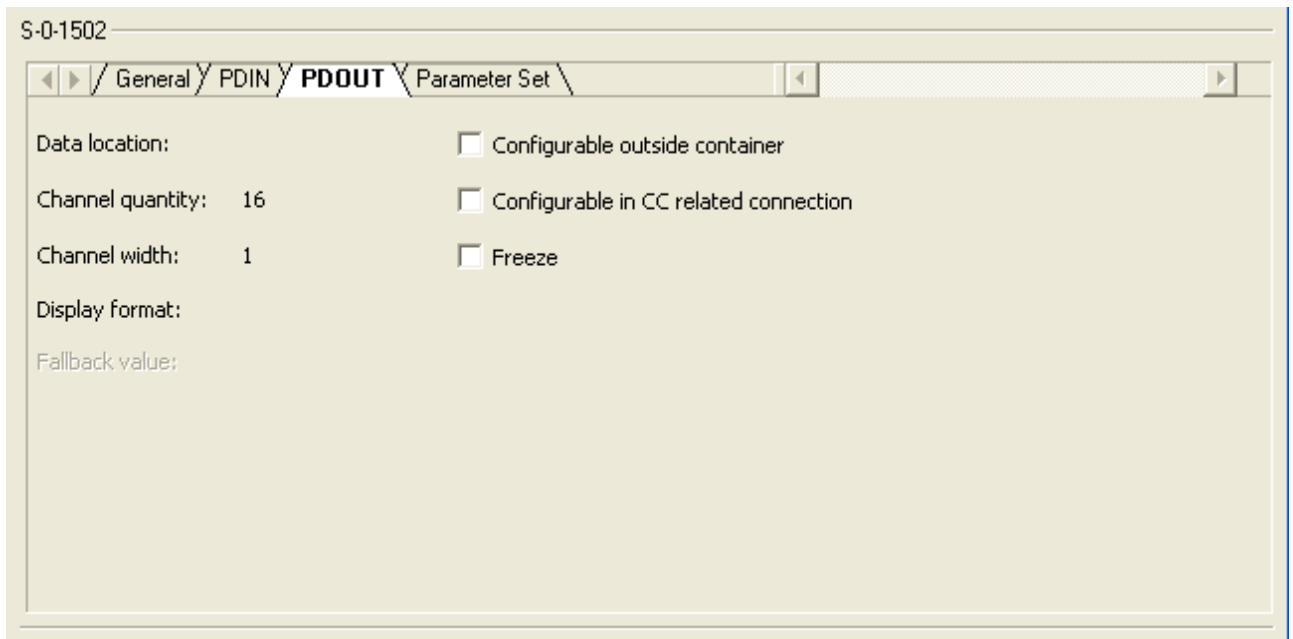 S-0-1502
General PDIN PDOUT Parameter Set
Data location:
Configurable outside container
Channel quantity: 16
Configurable in CC related connection
Channel width: 1
Freeze
Display format:
Fallback value: